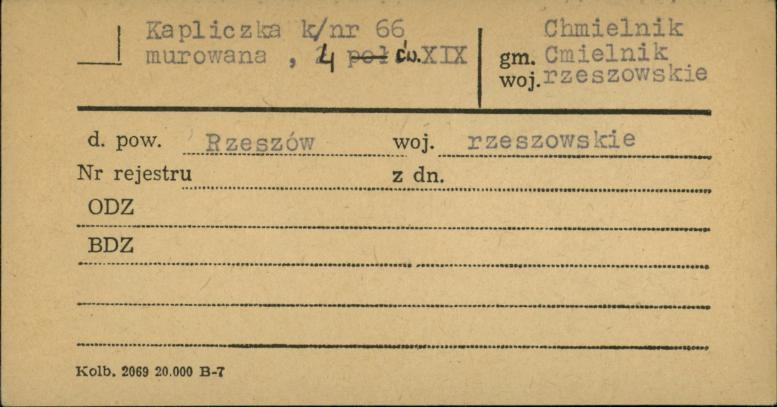 Kapliczka k/nr 66
murowana , 4 ćw.XIX
Chmielnik
gm. Cmielnik
woj.rzeszowskie
d. pow. Rzeszów woj. rzeszowskie
Nr rejestru z dn.
ODZ
BDZ
Kolb. 2069 20.000 B-7